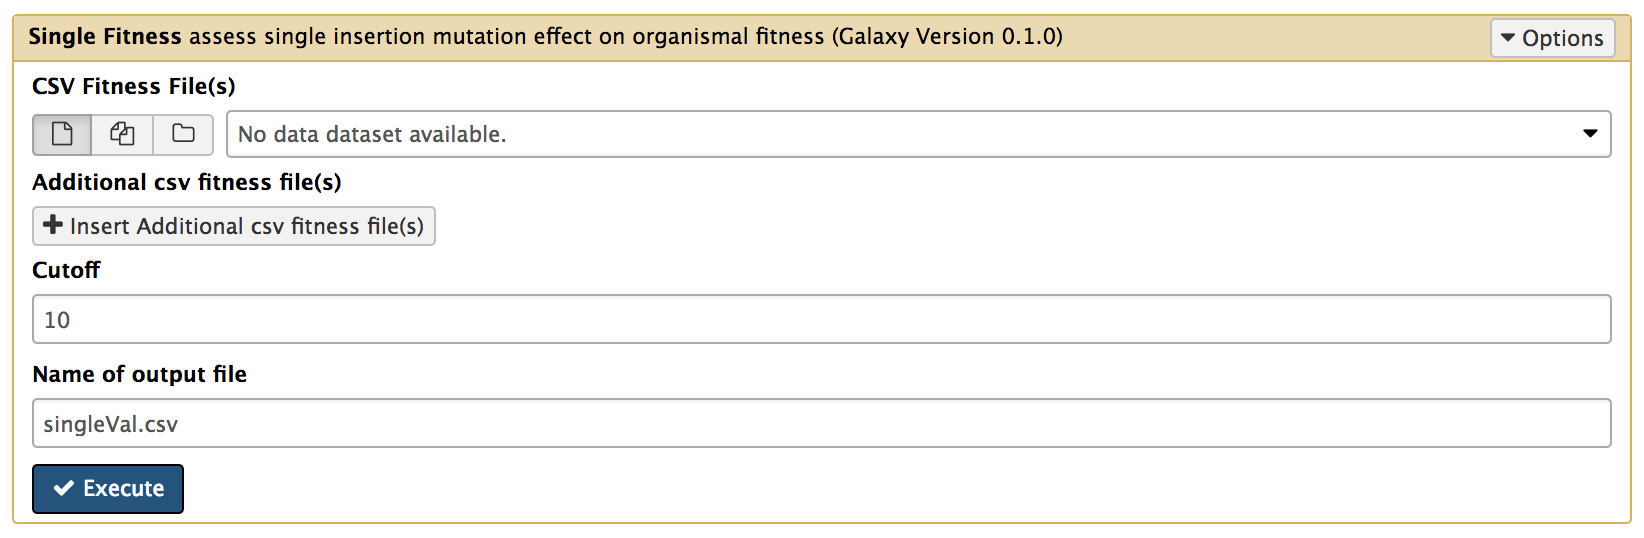 Single Fitness assess single insertion mutation effect on organismal fitness (Galaxy Version 0.1.0)
Options
CSV Fitness File(s)
No data dataset available.
Additional csv fitness file(s)
Insert Additional csv fitness file(s)
Cutoff
10
Name of output file
singleVal.csv
Execute